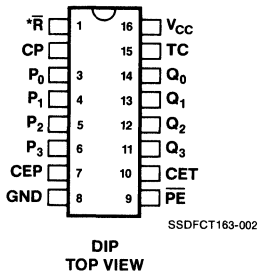 *R̅ 1 16 VCC
CP 15 TC
P0 3 14 Q0
P1 4 13 Q1
P2 5 12 Q2
P3 6 11 Q3
CEP 7 10 CET
GND 8 9 P̅E̅
SSDFCT163-002
DIP
TOP VIEW